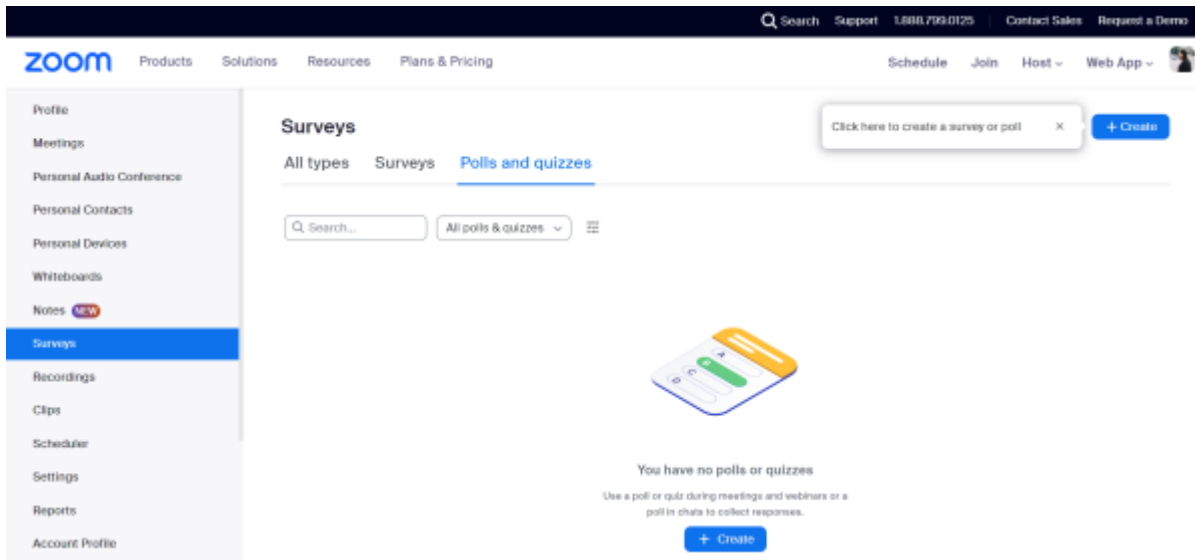 Search Support 1.888.799.0125 Contact Sales Request a Demo
zoom Products Solutions Resources Plans & Pricing Schedule Join Host Web App
Profile
Meetings
Personal Audio Conference
Personal Contacts
Personal Devices
Whiteboards
Notes NEW
Surveys
Recordings
Clips
Scheduler
Settings
Reports
Account Profile
Surveys
Click here to create a survey or poll
+ Create
All types Surveys Polls and quizzes
Search... All polls & quizzes
A
B
C
D
You have no polls or quizzes
Use a poll or quiz during meetings and webinars or a
poll in chats to collect responses.
+ Create